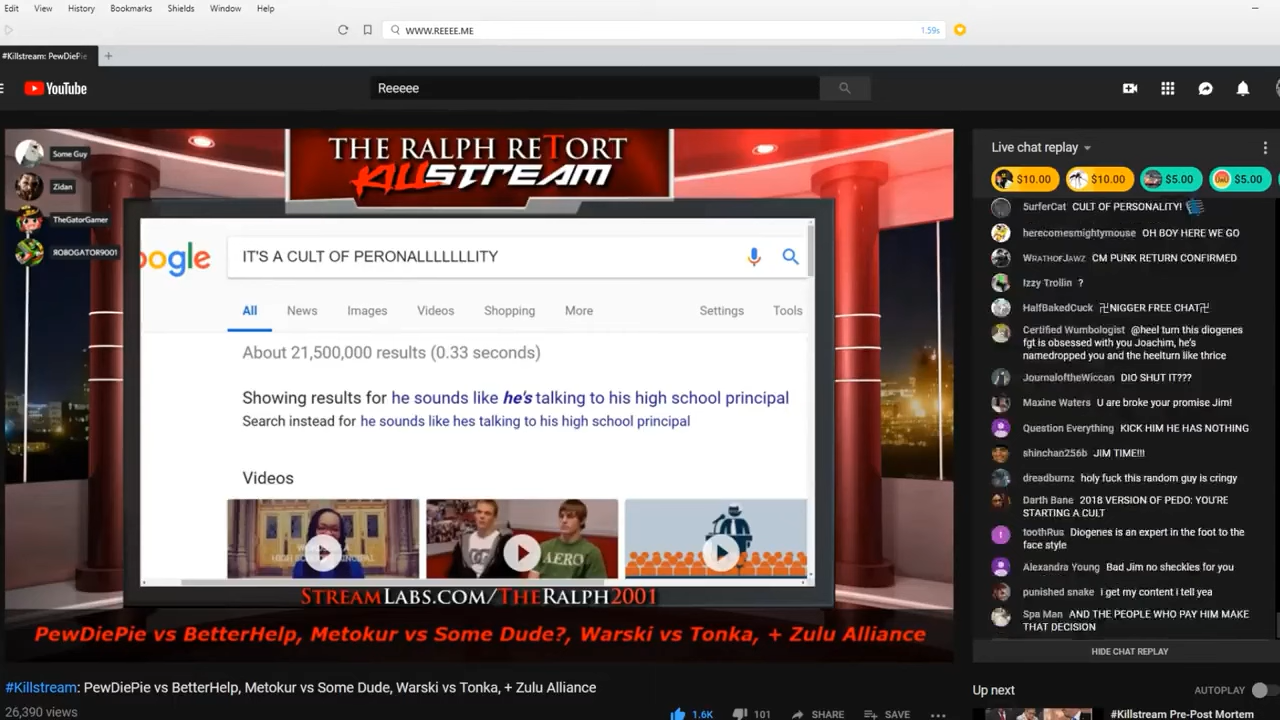 Edit View History Bookmarks Shields Window Help
WWW.REEEE.ME 1.59s
#Killstream: PewDiePie
YouTube Reeeee
THE RALPH RETORT
KILLSTREAM
Some Guy
Zidan
TheGatorGamer
ROBOGATOR9001
oogle IT'S A CULT OF PERONALLLLLLLITY
All News Images Videos Shopping More Settings Tools
About 21,500,000 results (0.33 seconds)
Showing results for he sounds like he's talking to his high school principal
Search instead for he sounds like hes talking to his high school principal
Videos
HIGH SCHOOL PRINCIPAL
AERO
STREAMLABS.COM/THERALPH2001
PewDiePie vs BetterHelp, Metokur vs Some Dude?, Warski vs Tonka, + Zulu Alliance
#Killstream: PewDiePie vs BetterHelp, Metokur vs Some Dude, Warski vs Tonka, + Zulu Alliance
26,390 views
1.6K 101 SHARE SAVE
Live chat replay
$10.00 $10.00 $5.00 $5.00
5urferCat CULT OF PERSONALITY!
herecomesmightymouse OH BOY HERE WE GO
WRATHOFJAWZ CM PUNK RETURN CONFIRMED
Izzy Trollin ?
HalfBakedCuck 卍NIGGER FREE CHAT卍
Certified Wumbologist @heel turn this diogenes
fgt is obsessed with you Joachim, he's
namedropped you and the heelturn like thrice
JournaloftheWiccan DIO SHUT IT???
Maxine Waters U are broke your promise Jim!
Question Everything KICK HIM HE HAS NOTHING
shinchan256b JIM TIME!!!
dreadburnz holy fuck this random guy is cringy
Darth Bane 2018 VERSION OF PEDO: YOU'RE
STARTING A CULT
toothRus Diogenes is an expert in the foot to the
face style
Alexandra Young Bad Jim no sheckles for you
punished snake i get my content i tell yea
Spa Man AND THE PEOPLE WHO PAY HIM MAKE
THAT DECISION
HIDE CHAT REPLAY
Up next AUTOPLAY
#Killstream Pre-Post Mortem